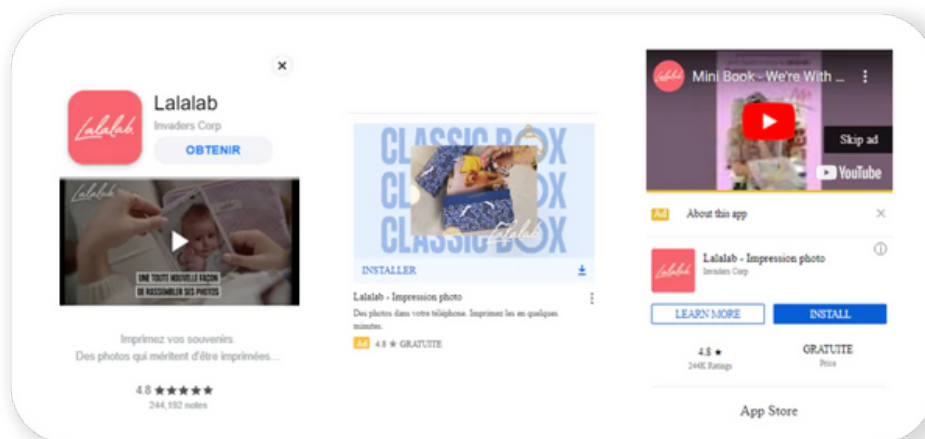 Lalalab
Invaders Corp
OBTENIR
Lalalab.
Lalalab
UNE TOUTE NOUVELLE FAÇON
DE RASSEMBLER SES PHOTOS
Imprimez vos souvenirs.
Des photos qui méritent d'être imprimées...
4.8 ★★★★★
244,192 notes
CLASSIC BOX
CLASSIC BOX
CLASSIC BOX
CLASSIC BOX
Lalalab
INSTALLER
Lalalab - Impression photo
Des photos dans votre téléphone. Imprimez les en quelques
minutes.
Ad 4.8 ★ GRATUITE
Lalalab
Mini Book - We're With ...
Skip ad
YouTube
Ad About this app
Lalalab
Lalalab - Impression photo
Invaders Corp
LEARN MORE
INSTALL
4.8 ★
244K Ratings
GRATUITE
Price
App Store